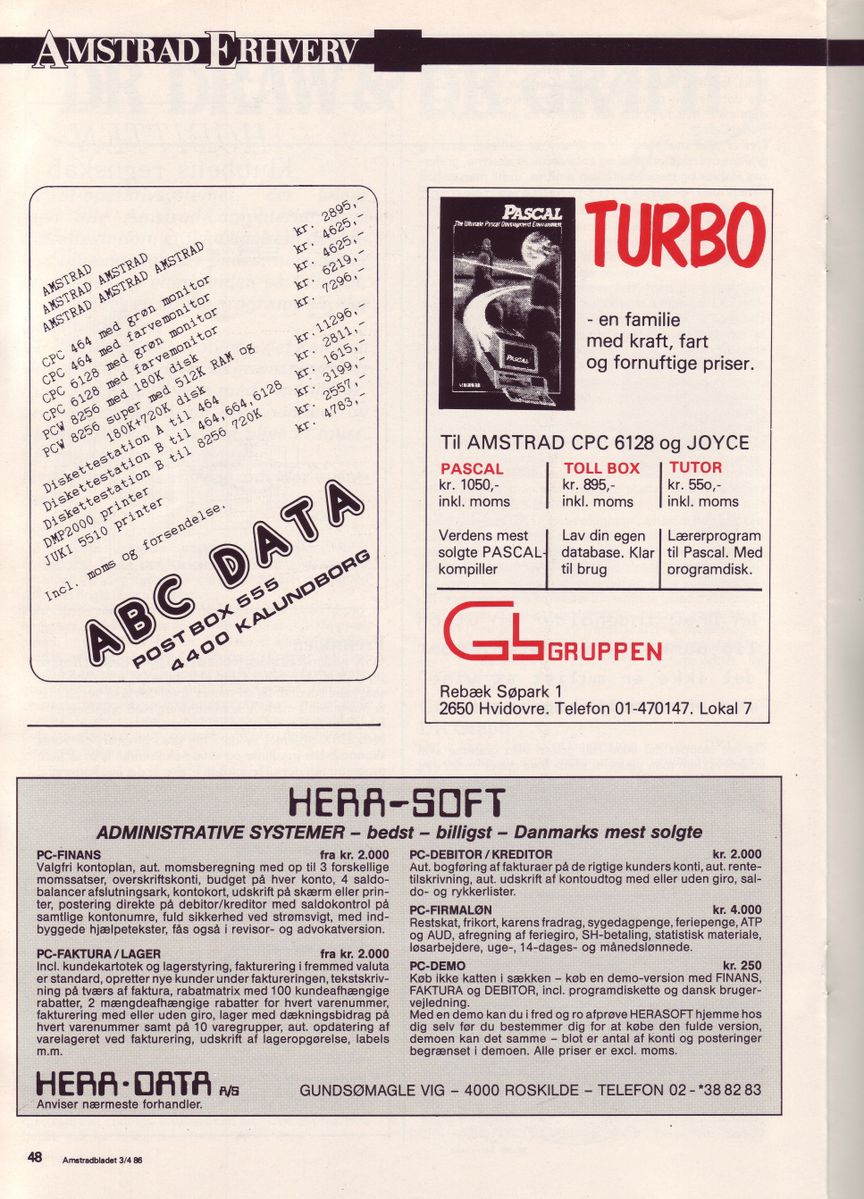 AMSTRAD ERHVERV
AMSTRAD
AMSTRAD AMSTRAD
AMSTRAD AMSTRAD AMSTRAD
CPC 464 med grøn monitor kr. 2895,-
CPC 464 med farvemonitor kr. 4625,-
CPC 6128 med grøn monitor kr. 4625,-
CPC 6128 med farvemonitor kr. 6219,-
PCW 8256 med 180K disk kr. 7296,-
PCW 8256 super med 512K RAM og
180K+720K disk kr.11296,-
Diskettestation A til 464 kr. 2811,-
Diskettestation B til 464,664,6128 kr. 1615,-
Diskettestation B til 8256 720K kr. 3199,-
DMP2000 printer kr. 2557,-
JUKI 5510 printer kr. 4783,-
Incl. moms og forsendelse.
ABC DATA
POSTBOX 555
4400 KALUNDBORG
PASCAL
The Ultimate Pascal Development Environment
PASCAL
TURBO
- en familie
med kraft, fart
og fornuftige priser.
Til AMSTRAD CPC 6128 og JOYCE
PASCAL
kr. 1050,-
inkl. moms
Verdens mest
solgte PASCAL-
kompiller
TOLL BOX
kr. 895,-
inkl. moms
Lav din egen
database. Klar
til brug
TUTOR
kr. 55o,-
inkl. moms
Lærerprogram
til Pascal. Med
programdisk.
Gb GRUPPEN
Rebæk Søpark 1
2650 Hvidovre. Telefon 01-470147. Lokal 7
HERA-SOFT
ADMINISTRATIVE SYSTEMER – bedst – billigst – Danmarks mest solgte
PC-FINANS fra kr. 2.000
Valgfri kontoplan, aut. momsberegning med op til 3 forskellige
momssatser, overskriftskonti, budget på hver konto, 4 saldo-
balancer afslutningsark, kontokort, udskrift på skærm eller prin-
ter, postering direkte på debitor/kreditor med saldokontrol på
samtlige kontonumre, fuld sikkerhed ved strømsvigt, med ind-
byggede hjælpetekster, fås også i revisor- og advokatversion.
PC-FAKTURA / LAGER fra kr. 2.000
Incl. kundekartotek og lagerstyring, fakturering i fremmed valuta
er standard, opretter nye kunder under faktureringen, tekstskriv-
ning på tværs af faktura, rabatmatrix med 100 kundeafhængige
rabatter, 2 mængdeafhængige rabatter for hvert varenummer,
fakturering med eller uden giro, lager med dækningsbidrag på
hvert varenummer samt på 10 varegrupper, aut. opdatering af
varelageret ved fakturering, udskrift af lageropgørelse, labels
m.m.
PC-DEBITOR / KREDITOR kr. 2.000
Aut. bogføring af fakturaer på de rigtige kunders konti, aut. rente-
tilskrivning, aut. udskrift af kontoudtog med eller uden giro, sal-
do- og rykkerlister.
PC-FIRMALØN kr. 4.000
Restskat, frikort, karensfradrag, sygedagpenge, feriepenge, ATP
og AUD, afregning af feriegiro, SH-betaling, statistisk materiale,
løsarbejdere, uge-, 14-dages- og månedslønnede.
PC-DEMO kr. 250
Køb ikke katten i sækken – køb en demo-version med FINANS,
FAKTURA og DEBITOR, incl. programdiskette og dansk bruger-
vejledning.
Med en demo kan du i fred og ro afprøve HERASOFT hjemme hos
dig selv før du bestemmer dig for at købe den fulde version,
demoen kan det samme – blot er antal af konti og posteringer
begrænset i demoen. Alle priser er excl. moms.
HERA·DATA A/S
Anviser nærmeste forhandler.
GUNDSØMAGLE VIG – 4000 ROSKILDE – TELEFON 02 - *38 82 83
48 Amstradbladet 3/4 86